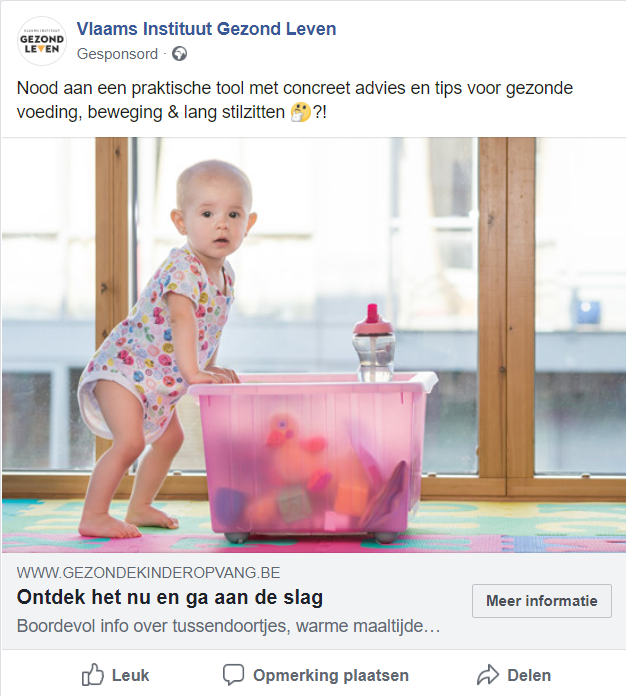 VLAAMS INSTITUUT
GEZOND
LEVEN
Vlaams Instituut Gezond Leven
Gesponsord ·
Nood aan een praktische tool met concreet advies en tips voor gezonde
voeding, beweging & lang stilzitten 🤔?!
WWW.GEZONDEKINDEROPVANG.BE
Ontdek het nu en ga aan de slag
Meer informatie
Boordevol info over tussendoortjes, warme maaltijde…
Leuk
Opmerking plaatsen
Delen